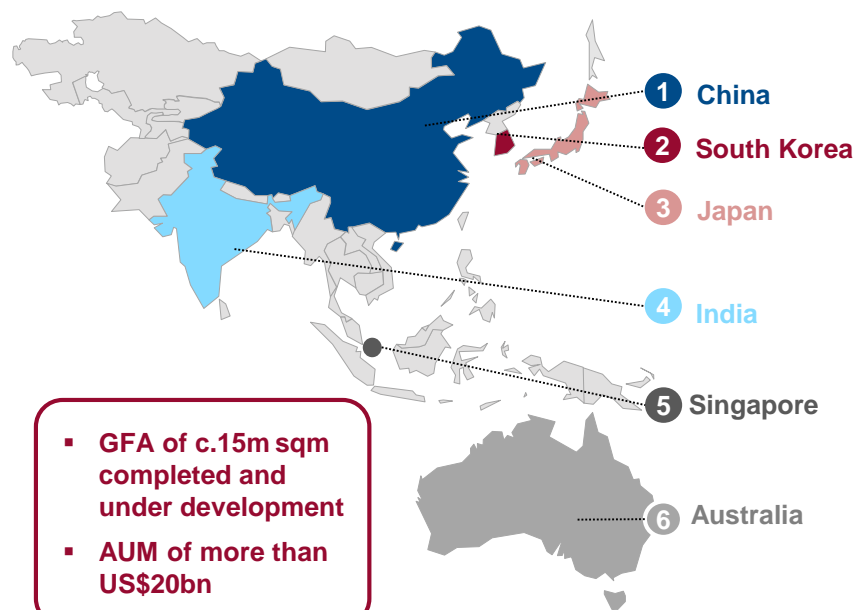 1 China
2 South Korea
3 Japan
4 India
5 Singapore
6 Australia
▪ GFA of c.15m sqm
completed and
under development
▪ AUM of more than
US$20bn